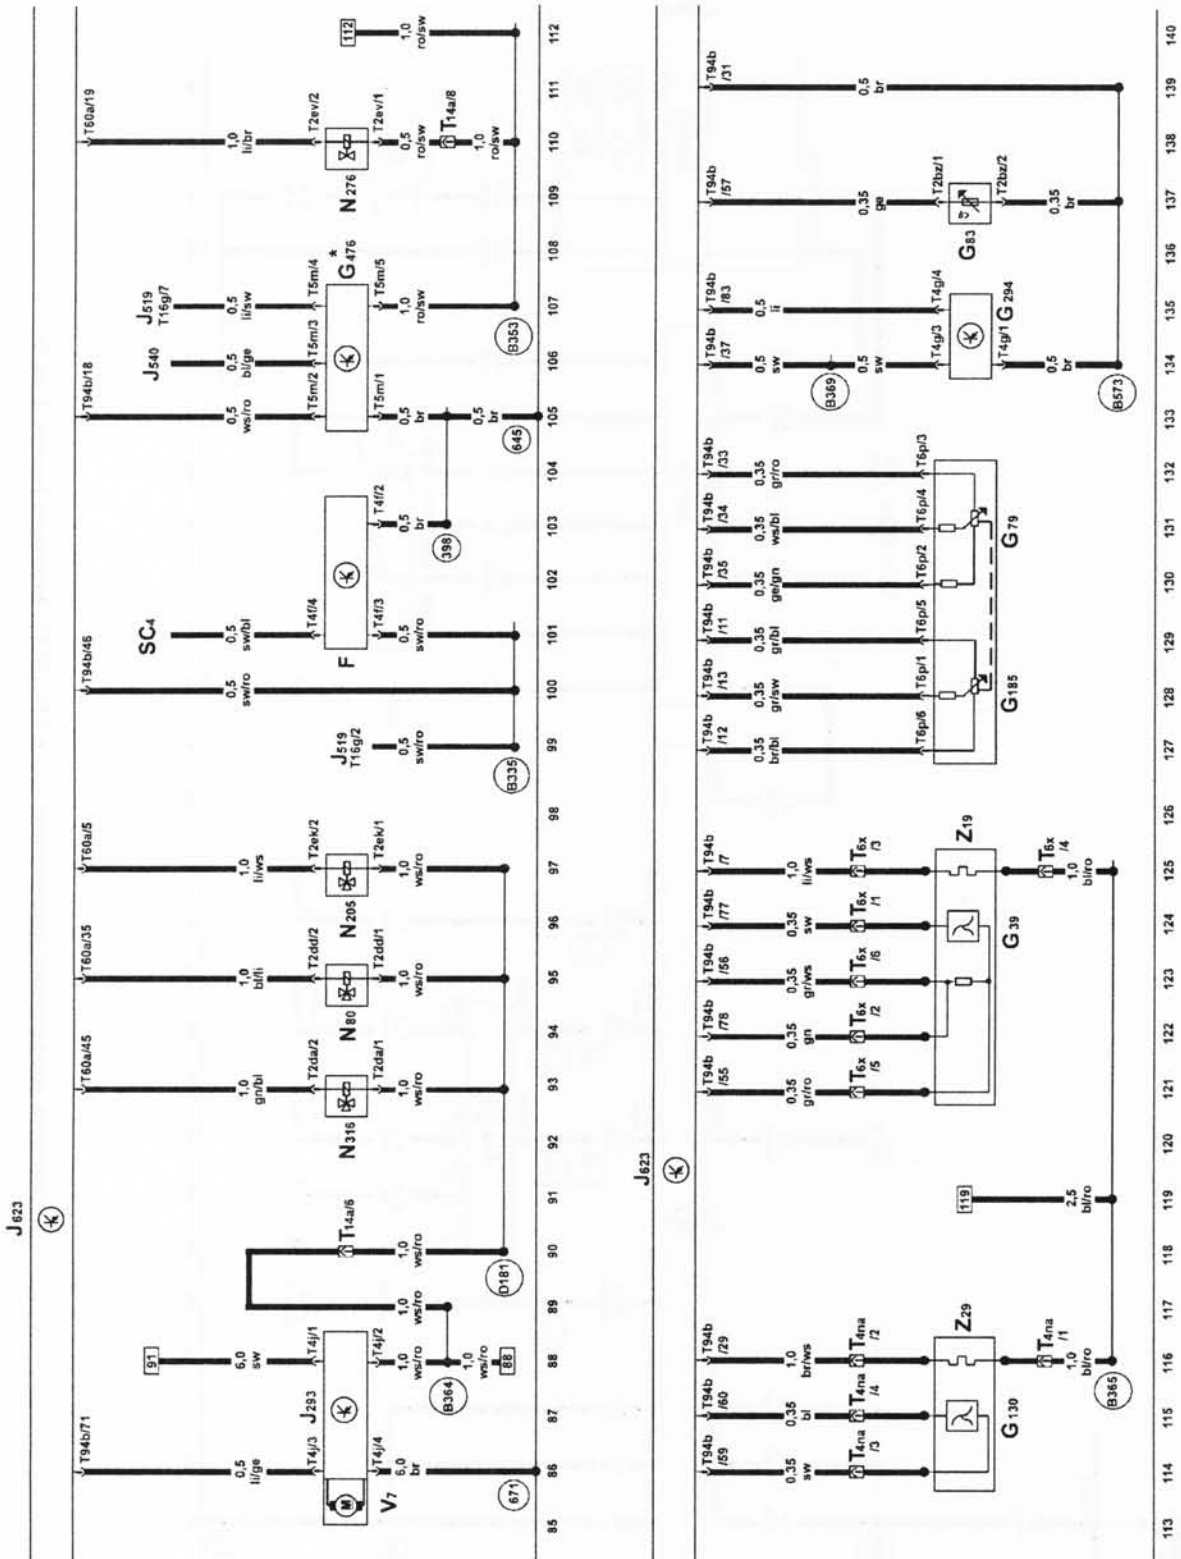 J623
T94b/71
T60a/45
T60a/35
T60a/5
T94b/46
T94b/18
T60a/19
91
SC4
J540
J519
T16g/7
0,5
li/ge
6,0
sw
1,0
gn/bl
1,0
bl/li
1,0
li/ws
0,5
sw/ro
0,5
sw/bl
0,5
ws/ro
0,5
bl/ge
0,5
li/sw
1,0
li/br
J293
T4j/3
T4j/1
T14a/6
T2da/2
T2dd/2
T2ek/2
J519
T16g/2
T4f/4
T5m/2
T5m/3
T5m/4
T2ev/2
112
M
N316
N80
N205
F
G476
*
N276
V7
T4j/4
T4j/2
T2da/1
T2dd/1
T2ek/1
T4f/3
T4f/2
T5m/1
T5m/5
T2ev/1
6,0
br
1,0
ws/ro
1,0
ws/ro
1,0
ws/ro
1,0
ws/ro
1,0
ws/ro
1,0
ws/ro
0,5
sw/ro
0,5
sw/ro
0,5
br
0,5
br
1,0
ro/sw
0,5
ro/sw
1,0
ro/sw
T14a/8
B364
398
1,0
ws/ro
0,5
br
1,0
ro/sw
671
88
D181
B335
645
B353
85
86
87
88
89
90
91
92
93
94
95
96
97
98
99
100
101
102
103
104
105
106
107
108
109
110
111
112
J623
T94b
/59
T94b
/60
T94b
/29
T94b
/55
T94b
/78
T94b
/56
T94b
/77
T94b
/7
T94b
/12
T94b
/13
T94b
/11
T94b
/35
T94b
/34
T94b
/33
T94b
/37
T94b
/83
T94b
/57
T94b
/31
0,35
sw
0,35
bl
1,0
br/ws
0,35
gr/ro
0,35
gn
0,35
gr/ws
0,35
sw
1,0
li/ws
0,35
br/bl
0,35
gr/sw
0,35
gr/bl
0,35
ge/gn
0,35
ws/bl
0,35
gr/ro
0,5
sw
0,5
li
B369
T4na
/3
T4na
/4
T4na
/2
T6x
/5
T6x
/2
T6x
/6
T6x
/1
T6x
/3
0,5
sw
0,35
ge
0,5
br
T6p/6
T6p/1
T6p/5
T6p/2
T6p/4
T6p/3
T4g/3
T4g/4
T2bz/1
Z29
119
Z19
G83
G130
G39
G185
G79
T4g/1
G294
T2bz/2
T4na
/1
T6x
/4
1,0
bl/ro
2,5
bl/ro
1,0
bl/ro
0,5
br
0,35
br
B365
B573
113
114
115
116
117
118
119
120
121
122
123
124
125
126
127
128
129
130
131
132
133
134
135
136
137
138
139
140